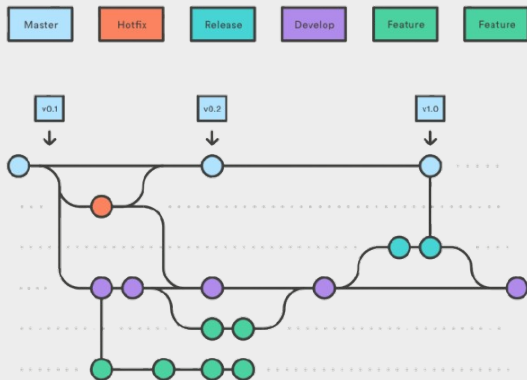 Master
Hotfix
Release
Develop
Feature
Feature
v0.1
v0.2
v1.0